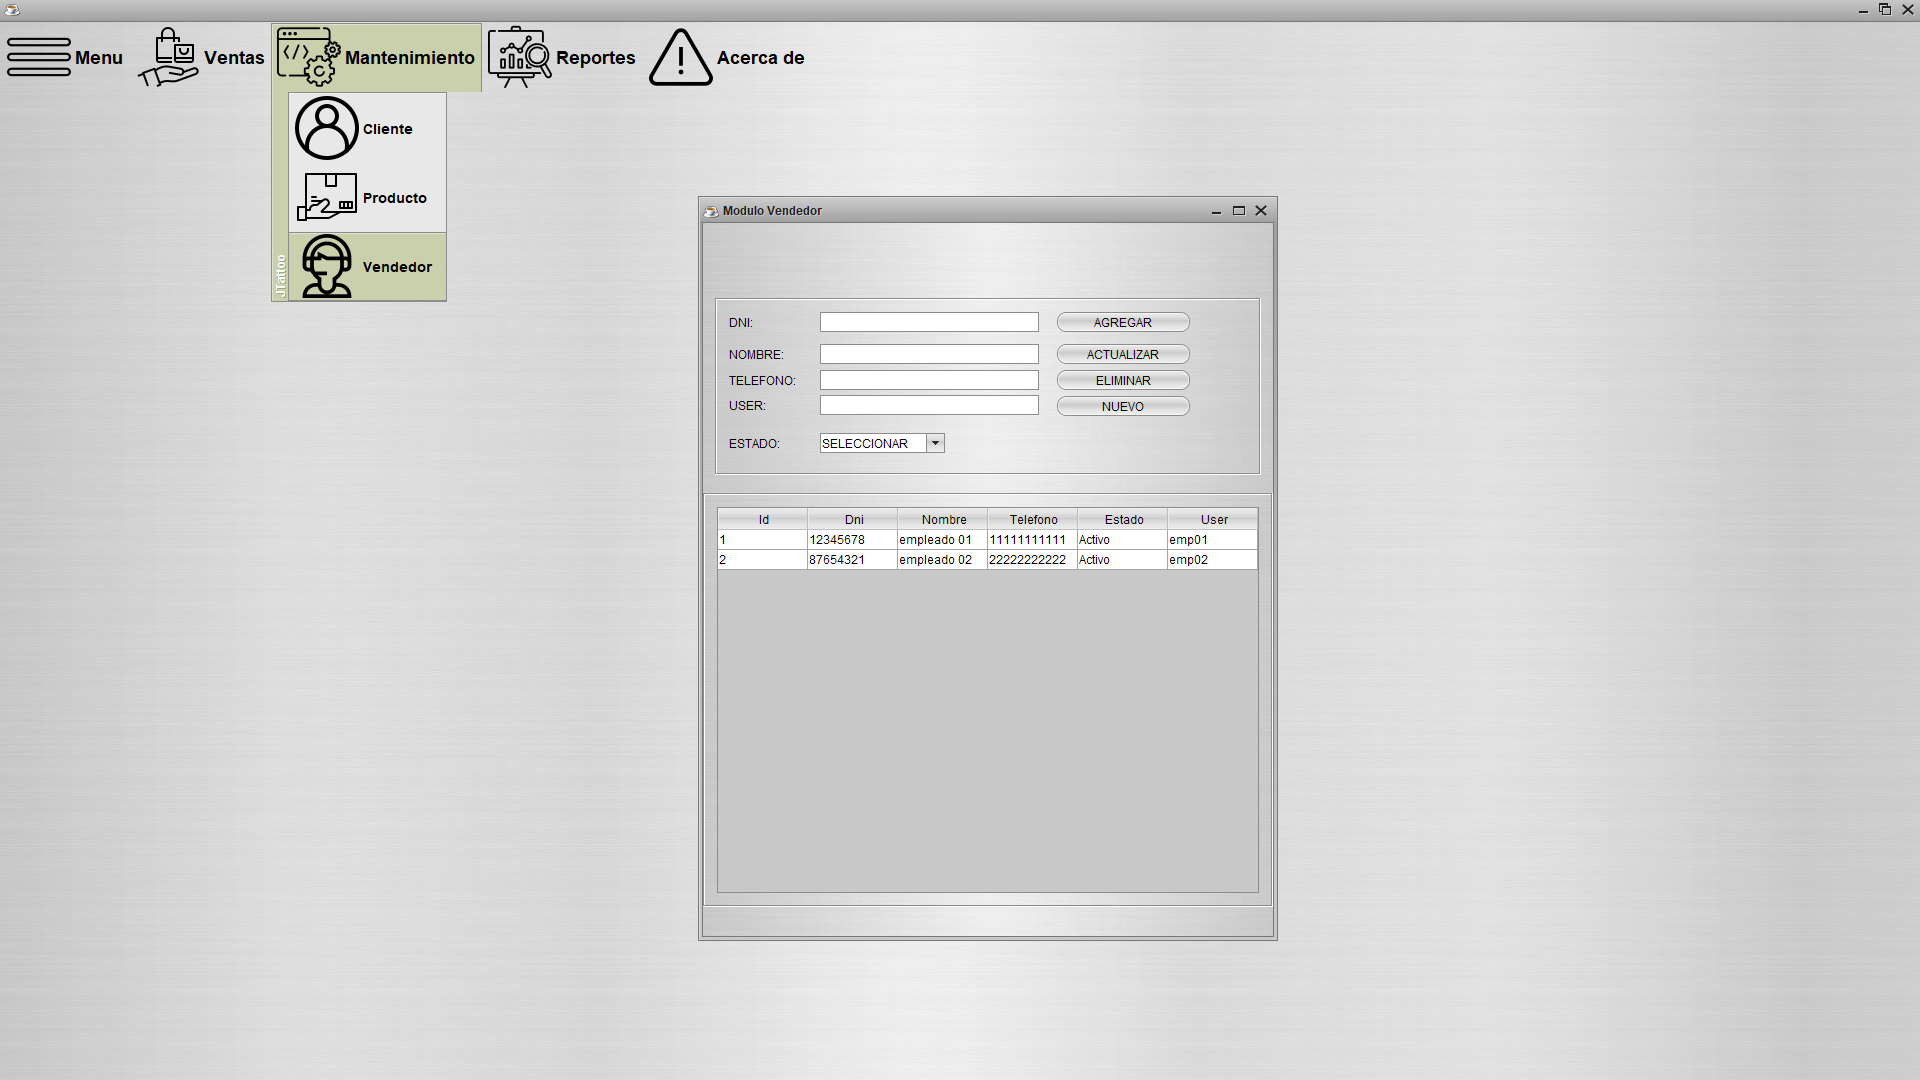 Menu
Ventas
Mantenimiento
Reportes
Acerca de
Cliente
Producto
Vendedor
JTattoo
Modulo Vendedor
DNI:
AGREGAR
NOMBRE:
ACTUALIZAR
TELEFONO:
ELIMINAR
USER:
NUEVO
ESTADO:
SELECCIONAR
Id Dni Nombre Telefono Estado User
1 12345678 empleado 01 11111111111 Activo emp01
2 87654321 empleado 02 22222222222 Activo emp02